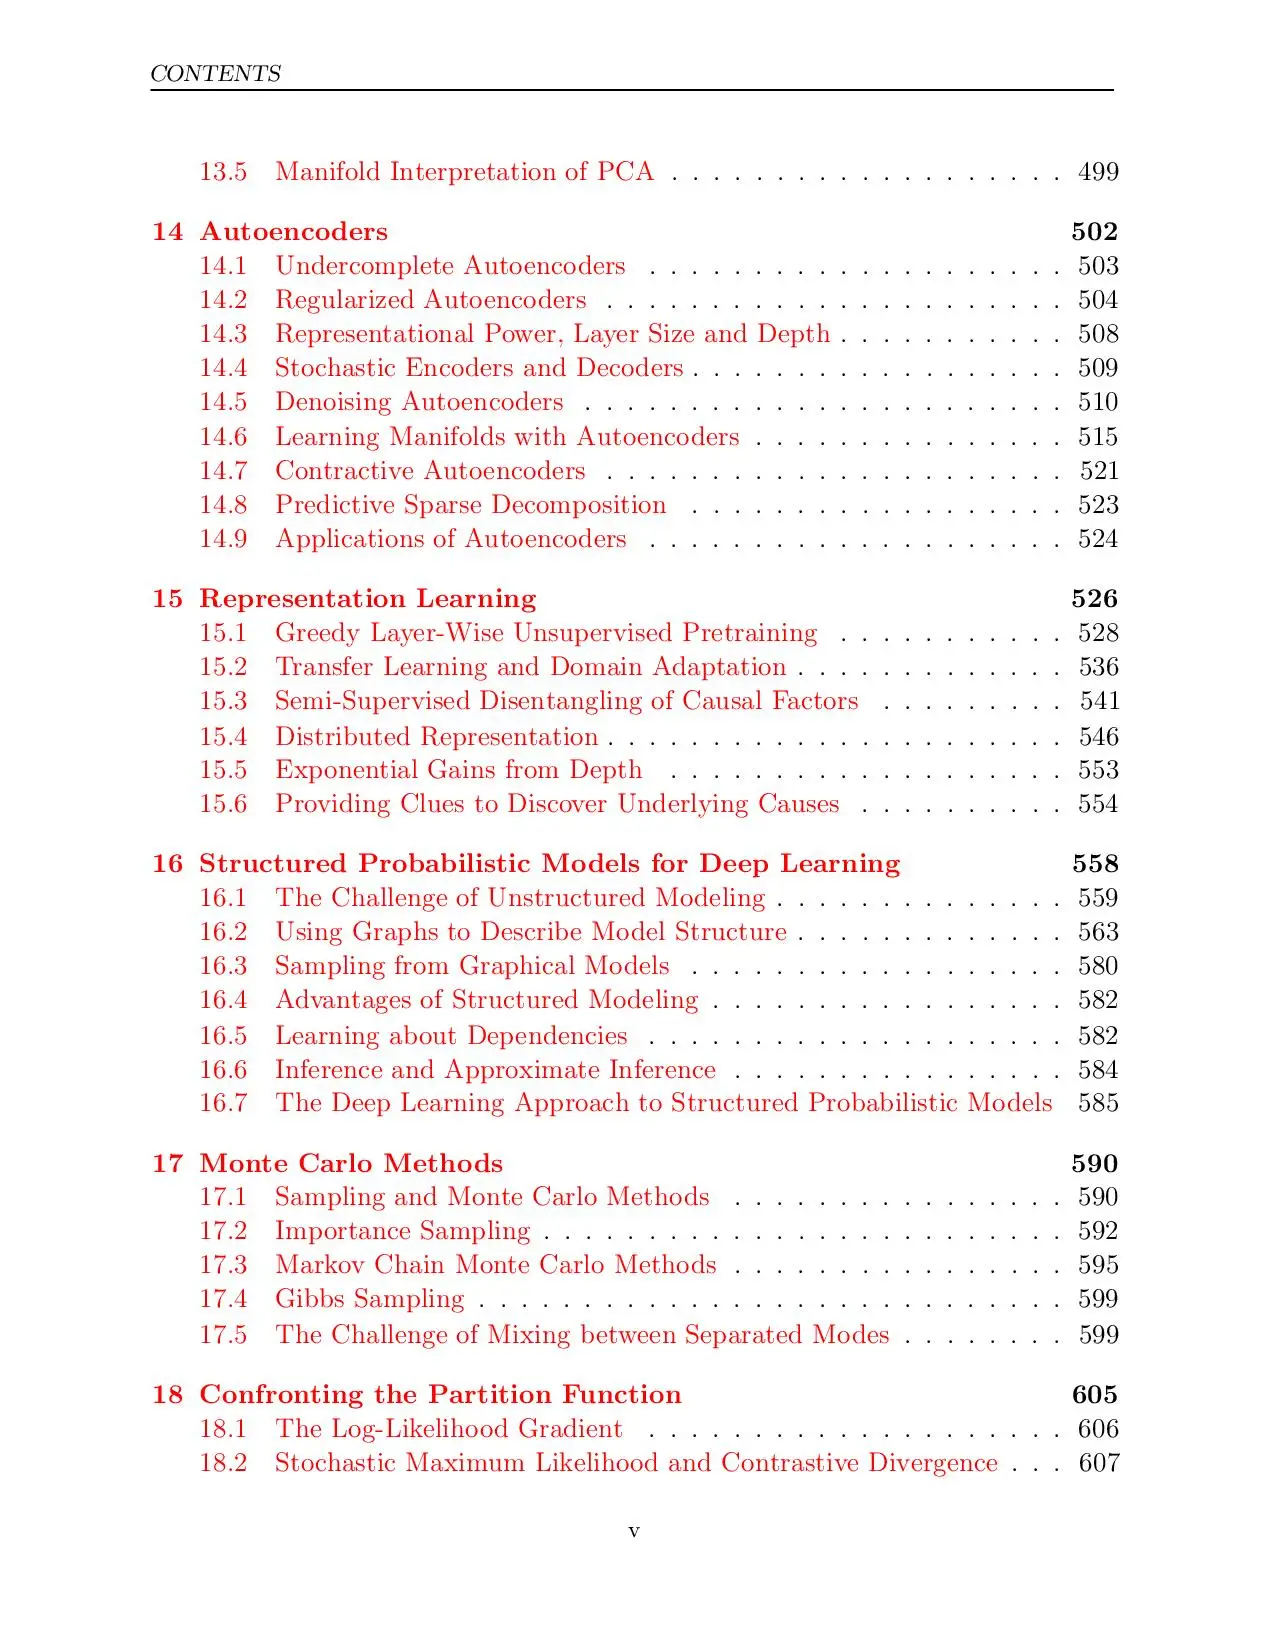 CONTENTS
13.5 Manifold Interpretation of PCA . . . . . . . . . . . . . . . . . . . 499
14 Autoencoders 502
14.1 Undercomplete Autoencoders . . . . . . . . . . . . . . . . . . . . 503
14.2 Regularized Autoencoders . . . . . . . . . . . . . . . . . . . . . . 504
14.3 Representational Power, Layer Size and Depth . . . . . . . . . . . 508
14.4 Stochastic Encoders and Decoders . . . . . . . . . . . . . . . . . . 509
14.5 Denoising Autoencoders . . . . . . . . . . . . . . . . . . . . . . . 510
14.6 Learning Manifolds with Autoencoders . . . . . . . . . . . . . . . 515
14.7 Contractive Autoencoders . . . . . . . . . . . . . . . . . . . . . . 521
14.8 Predictive Sparse Decomposition . . . . . . . . . . . . . . . . . . 523
14.9 Applications of Autoencoders . . . . . . . . . . . . . . . . . . . . 524
15 Representation Learning 526
15.1 Greedy Layer-Wise Unsupervised Pretraining . . . . . . . . . . . 528
15.2 Transfer Learning and Domain Adaptation . . . . . . . . . . . . . 536
15.3 Semi-Supervised Disentangling of Causal Factors . . . . . . . . . 541
15.4 Distributed Representation . . . . . . . . . . . . . . . . . . . . . . 546
15.5 Exponential Gains from Depth . . . . . . . . . . . . . . . . . . . 553
15.6 Providing Clues to Discover Underlying Causes . . . . . . . . . . 554
16 Structured Probabilistic Models for Deep Learning 558
16.1 The Challenge of Unstructured Modeling . . . . . . . . . . . . . . 559
16.2 Using Graphs to Describe Model Structure . . . . . . . . . . . . . 563
16.3 Sampling from Graphical Models . . . . . . . . . . . . . . . . . . 580
16.4 Advantages of Structured Modeling . . . . . . . . . . . . . . . . . 582
16.5 Learning about Dependencies . . . . . . . . . . . . . . . . . . . . 582
16.6 Inference and Approximate Inference . . . . . . . . . . . . . . . . 584
16.7 The Deep Learning Approach to Structured Probabilistic Models 585
17 Monte Carlo Methods 590
17.1 Sampling and Monte Carlo Methods . . . . . . . . . . . . . . . . 590
17.2 Importance Sampling . . . . . . . . . . . . . . . . . . . . . . . . . 592
17.3 Markov Chain Monte Carlo Methods . . . . . . . . . . . . . . . . 595
17.4 Gibbs Sampling . . . . . . . . . . . . . . . . . . . . . . . . . . . . 599
17.5 The Challenge of Mixing between Separated Modes . . . . . . . . 599
18 Confronting the Partition Function 605
18.1 The Log-Likelihood Gradient . . . . . . . . . . . . . . . . . . . . 606
18.2 Stochastic Maximum Likelihood and Contrastive Divergence . . . 607
v